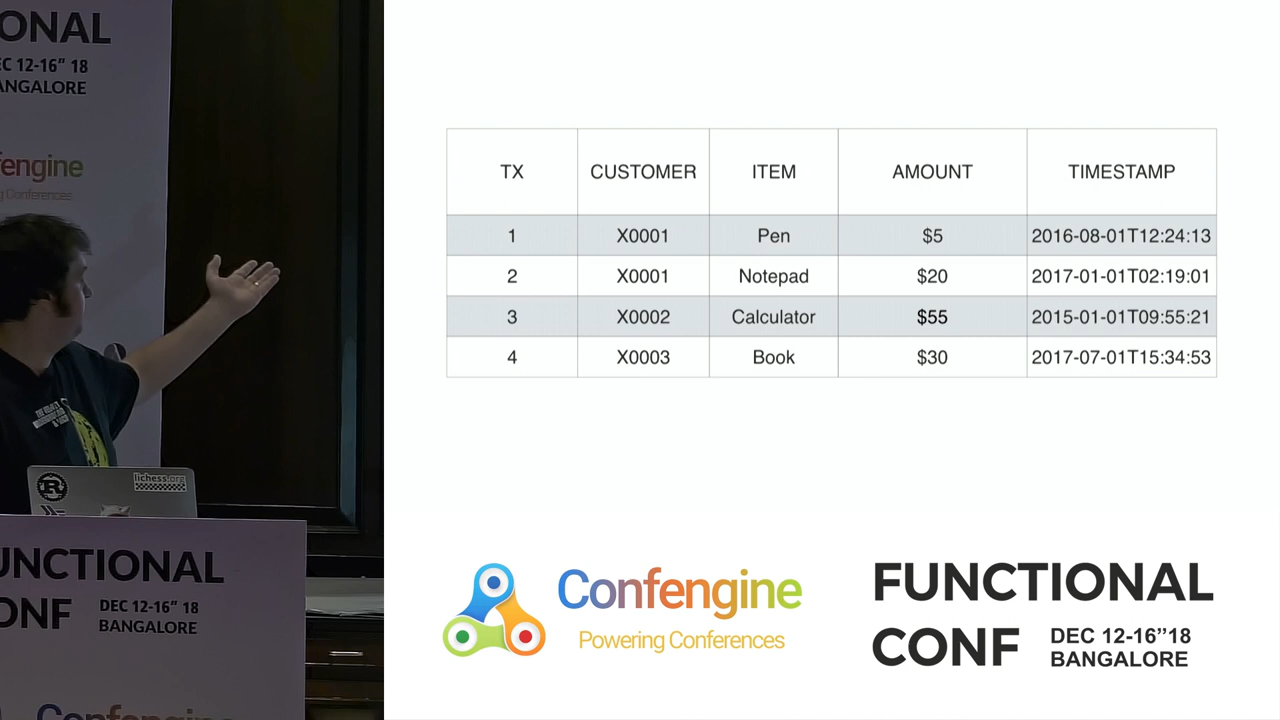 ONAL
EC 12-16" 18
ANGALORE
fengine
g Conferences
lichess.org
R
UNCTIONAL
ONF
DEC 12-16" 18
BANGALORE
Confengine
TX CUSTOMER ITEM AMOUNT TIMESTAMP
1 X0001 Pen $5 2016-08-01T12:24:13
2 X0001 Notepad $20 2017-01-01T02:19:01
3 X0002 Calculator $55 2015-01-01T09:55:21
4 X0003 Book $30 2017-07-01T15:34:53
Confengine
Powering Conferences
FUNCTIONAL
CONF
DEC 12-16"18
BANGALORE